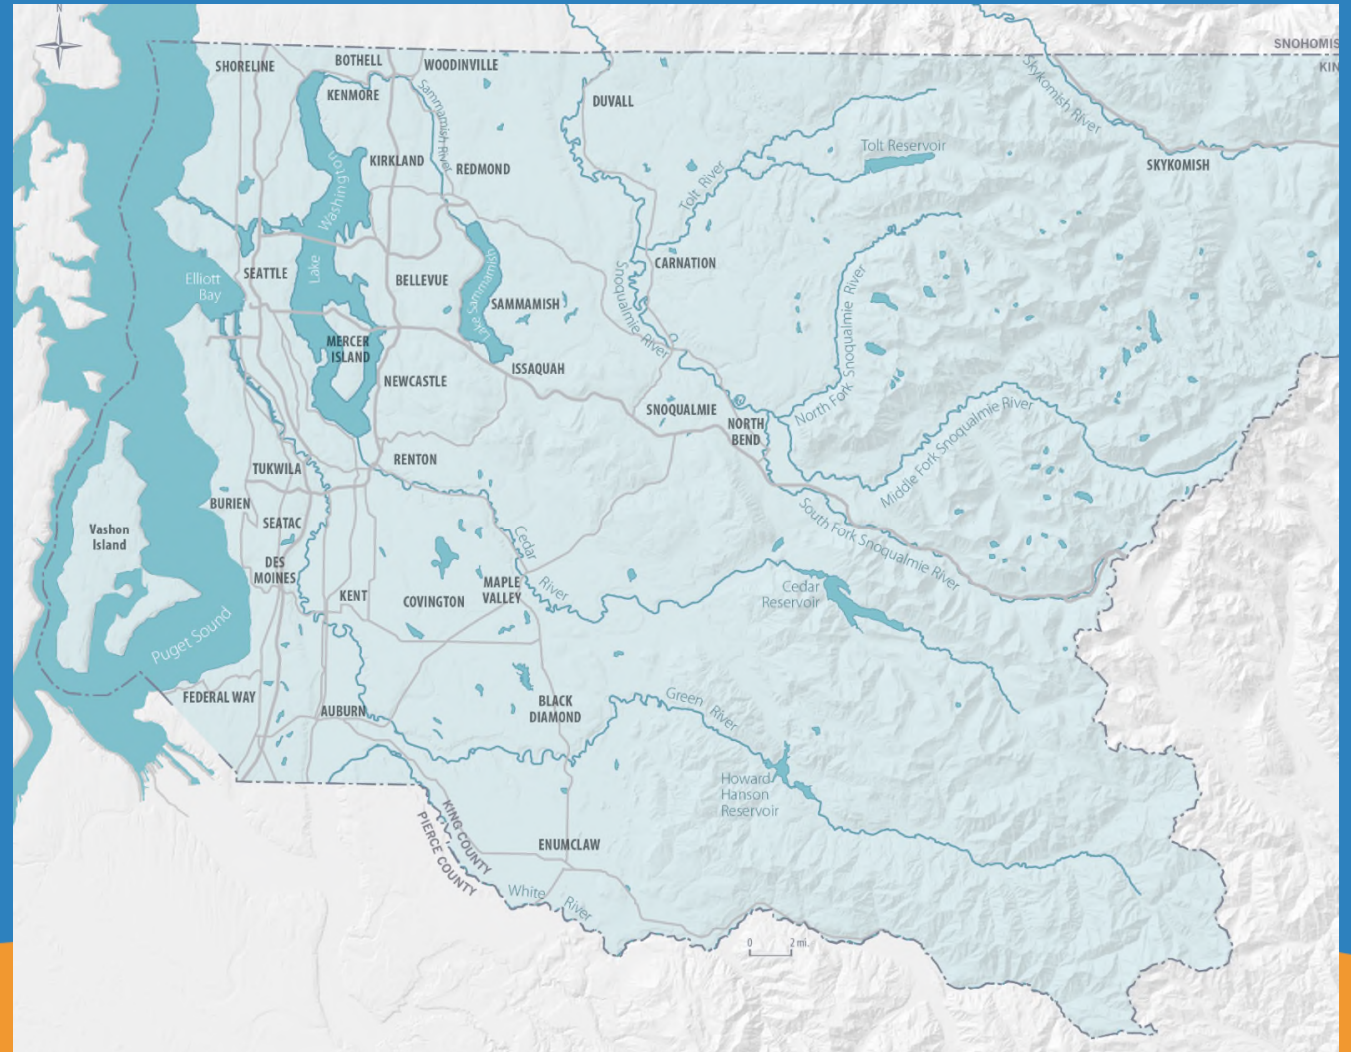 N
SNOHOMIS
KIN
SHORELINE
BOTHELL
WOODINVILLE
KENMORE
DUVALL
Skykomish River
Sammamish River
Tolt Reservoir
KIRKLAND
REDMOND
SKYKOMISH
Lake Washington
Tolt River
SEATTLE
CARNATION
Elliott
Bay
BELLEVUE
Lake Sammamish
SAMMAMISH
Snoqualmie River
North Fork Snoqualmie River
MERCER
ISLAND
NEWCASTLE
ISSAQUAH
SNOQUALMIE
NORTH
BEND
Middle Fork Snoqualmie River
TUKWILA
RENTON
BURIEN
SEATAC
Vashon
Island
South Fork Snoqualmie River
DES
MOINES
KENT
COVINGTON
MAPLE
VALLEY
Cedar River
Cedar
Reservoir
Puget Sound
FEDERAL WAY
AUBURN
BLACK
DIAMOND
Green River
Howard
Hanson
Reservoir
KING COUNTY
PIERCE COUNTY
ENUMCLAW
White River
0 2 mi.